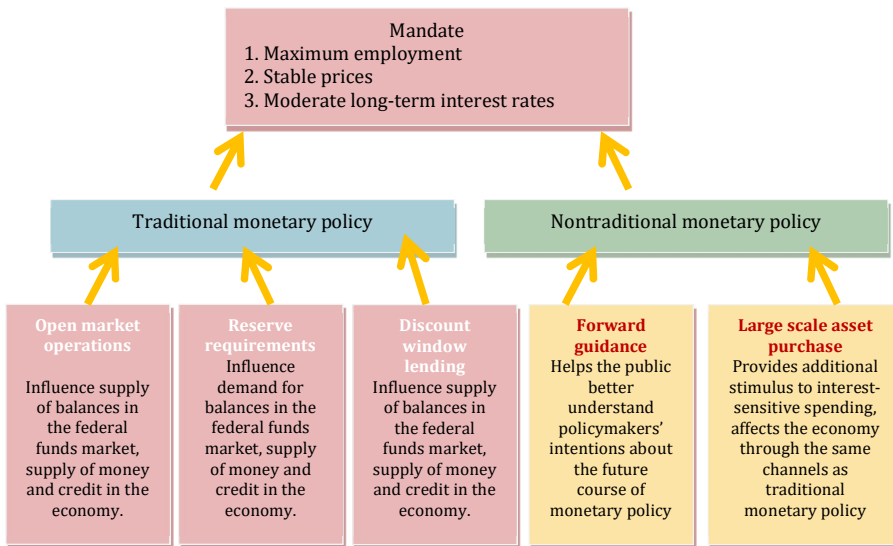 Mandate
1. Maximum employment
2. Stable prices
3. Moderate long-term interest rates
Traditional monetary policy
Nontraditional monetary policy
Open market
operations
Influence supply
of balances in
the federal
funds market,
supply of money
and credit in the
economy.
Reserve
requirements
Influence
demand for
balances in the
federal funds
market, supply
of money and
credit in the
economy.
Discount
window
lending
Influence supply
of balances in
the federal
funds market,
supply of money
and credit in the
economy.
Forward
guidance
Helps the public
better
understand
policymakers’
intentions about
the future
course of
monetary policy
Large scale asset
purchase
Provides additional
stimulus to interest-
sensitive spending,
affects the economy
through the same
channels as
traditional
monetary policy